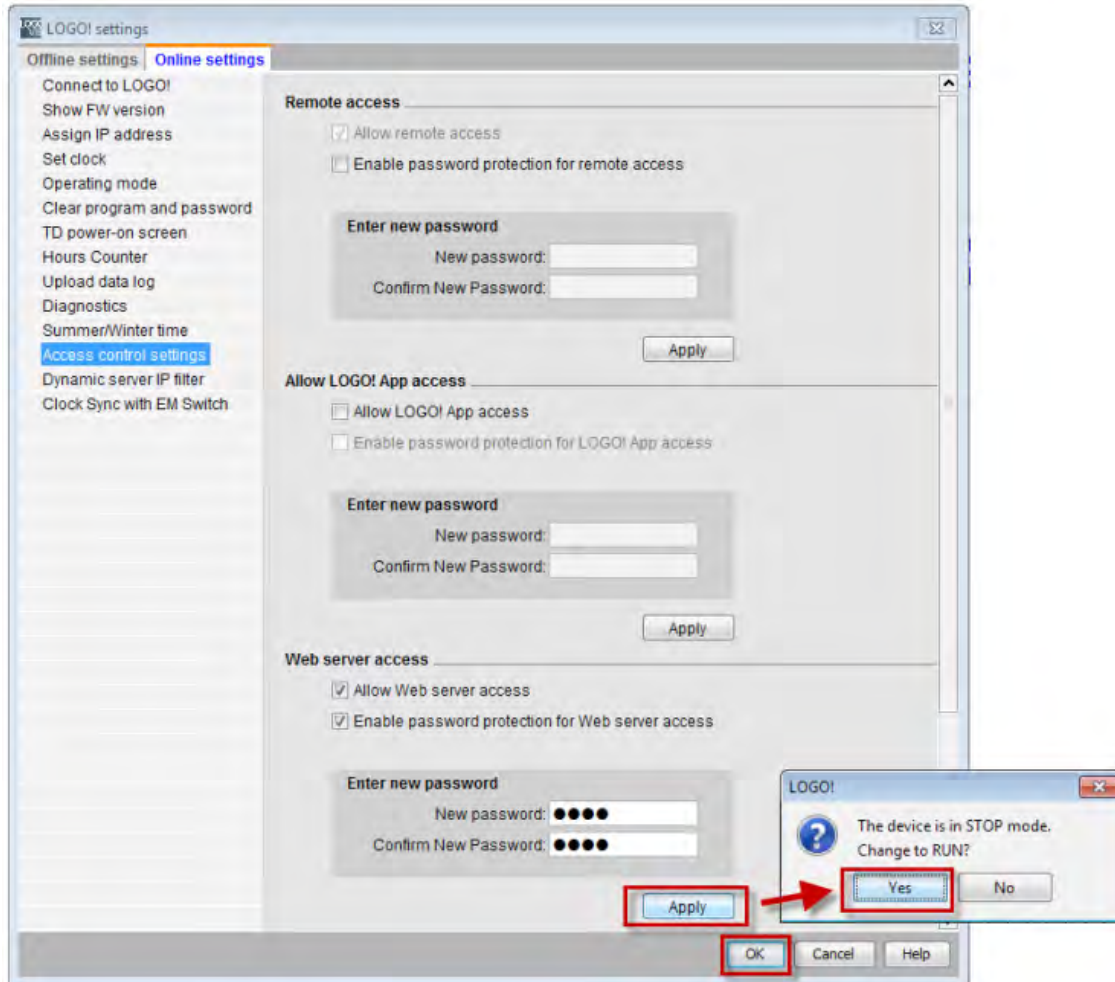 LOGO! settings
Offline settings Online settings
Connect to LOGO!
Show FW version
Assign IP address
Set clock
Operating mode
Clear program and password
TD power-on screen
Hours Counter
Upload data log
Diagnostics
Summer/Winter time
Access control settings
Dynamic server IP filter
Clock Sync with EM Switch
Remote access
Allow remote access
Enable password protection for remote access
Enter new password
New password:
Confirm New Password:
Apply
Allow LOGO! App access
Allow LOGO! App access
Enable password protection for LOGO! App access
Enter new password
New password:
Confirm New Password:
Apply
Web server access
Allow Web server access
Enable password protection for Web server access
Enter new password
New password: ●●●●
Confirm New Password: ●●●●
Apply
OK Cancel Help
LOGO!
The device is in STOP mode.
Change to RUN?
Yes No